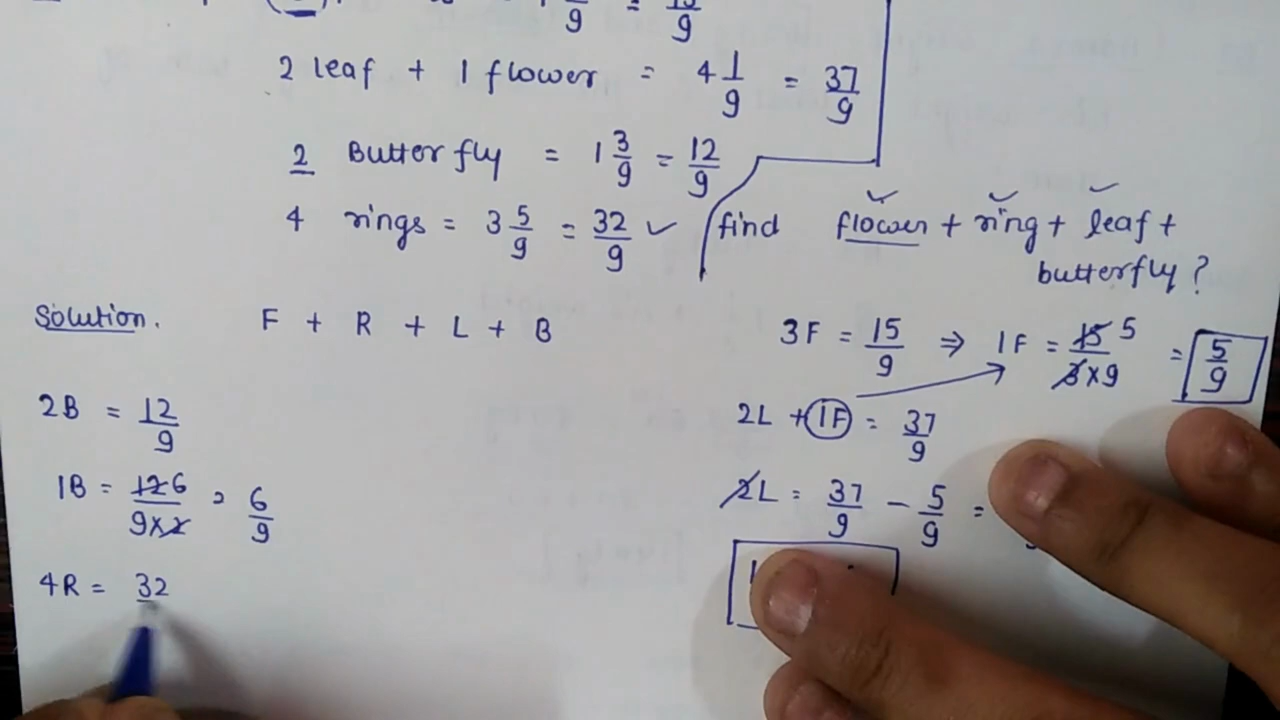 9 = 9
2 leaf + 1 flower = 4 1/9 = 37/9
2 Butterfly = 1 3/9 = 12/9
4 rings = 3 5/9 = 32/9 ✓ find flower + ring + leaf +
butterfly?
Solution. F + R + L + B
3F = 15/9 ⇒ 1F = 15 5/3×9 = 5/9
2B = 12/9
2L + 1F = 37/9
1B = 12 6/9×2 = 6/9
2L = 37/9 - 5/9 =
4R = 32